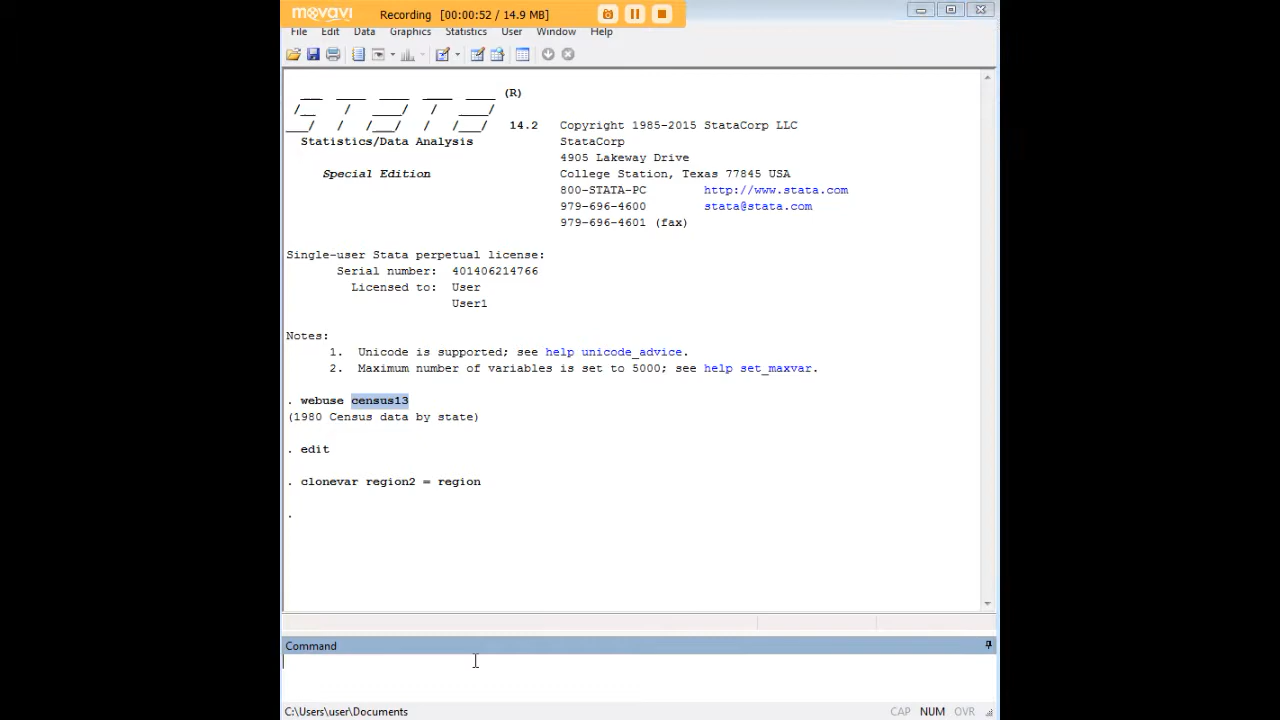 movavi Recording [00:00:52 / 14.9 MB]
File Edit Data Graphics Statistics User Window Help
(R)
STATA 14.2 Copyright 1985-2015 StataCorp LLC
Statistics/Data Analysis StataCorp
4905 Lakeway Drive
Special Edition College Station, Texas 77845 USA
800-STATA-PC http://www.stata.com
979-696-4600 stata@stata.com
979-696-4601 (fax)
Single-user Stata perpetual license:
Serial number: 401406214766
Licensed to: User
User1
Notes:
1. Unicode is supported; see help unicode_advice.
2. Maximum number of variables is set to 5000; see help set_maxvar.
. webuse census13
(1980 Census data by state)
. edit
. clonevar region2 = region
.
Command
C:\Users\user\Documents CAP NUM OVR